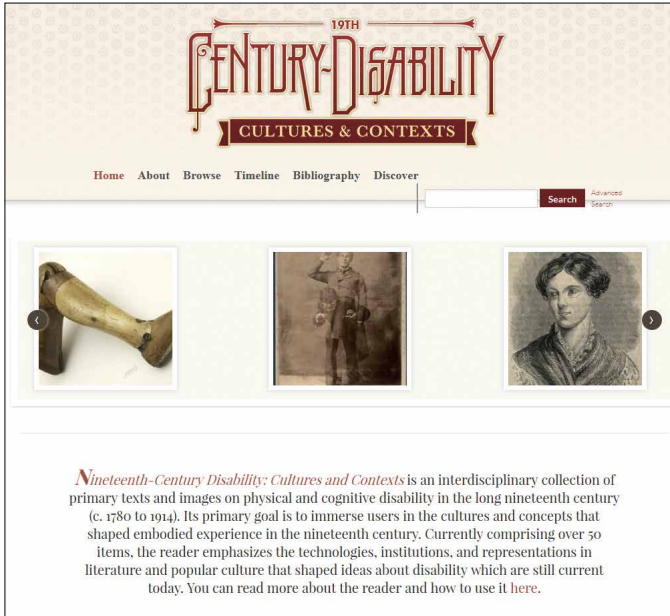 19TH
CENTURY-DISABILITY
CULTURES & CONTEXTS
Home About Browse Timeline Bibliography Discover
Search Advanced
Search
Nineteenth-Century Disability: Cultures and Contexts is an interdisciplinary collection of
primary texts and images on physical and cognitive disability in the long nineteenth century
(c. 1780 to 1914). Its primary goal is to immerse users in the cultures and concepts that
shaped embodied experience in the nineteenth century. Currently comprising over 50
items, the reader emphasizes the technologies, institutions, and representations in
literature and popular culture that shaped ideas about disability which are still current
today. You can read more about the reader and how to use it here.